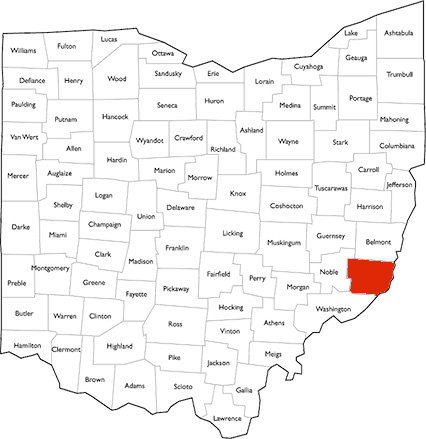 Williams
Fulton
Lucas
Ottawa
Lake
Ashtabula
Geauga
Cuyahoga
Trumbull
Defiance
Henry
Wood
Sandusky
Erie
Lorain
Portage
Summit
Medina
Huron
Seneca
Paulding
Putnam
Hancock
Mahoning
Van Wert
Allen
Wyandot
Crawford
Richland
Ashland
Wayne
Stark
Columbiana
Hardin
Marion
Morrow
Mercer
Auglaize
Holmes
Carroll
Jefferson
Tuscarawas
Logan
Knox
Coshocton
Harrison
Shelby
Union
Delaware
Darke
Miami
Champaign
Licking
Muskingum
Guernsey
Belmont
Clark
Madison
Franklin
Montgomery
Fairfield
Perry
Noble
Preble
Greene
Fayette
Pickaway
Morgan
Hocking
Washington
Butler
Warren
Clinton
Ross
Vinton
Athens
Hamilton
Clermont
Highland
Pike
Jackson
Meigs
Brown
Adams
Scioto
Gallia
Lawrence